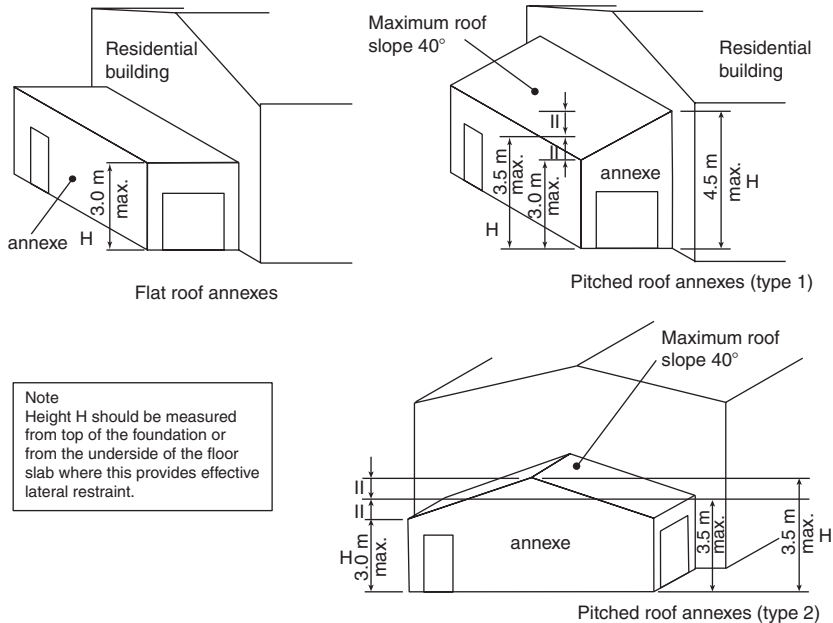 Residential
building
3.0 m
max.
H
annexe
Flat roof annexes
Maximum roof
slope 40°
Residential
building
=
=
3.5 m
max.
H
3.0 m
max.
annexe
4.5 m
max.
H
Pitched roof annexes (type 1)
Note
Height H should be measured
from top of the foundation or
from the underside of the floor
slab where this provides effective
lateral restraint.
Maximum roof
slope 40°
=
=
H
3.0 m
max.
annexe
3.5 m
max.
3.5 m
max.
H
Pitched roof annexes (type 2)